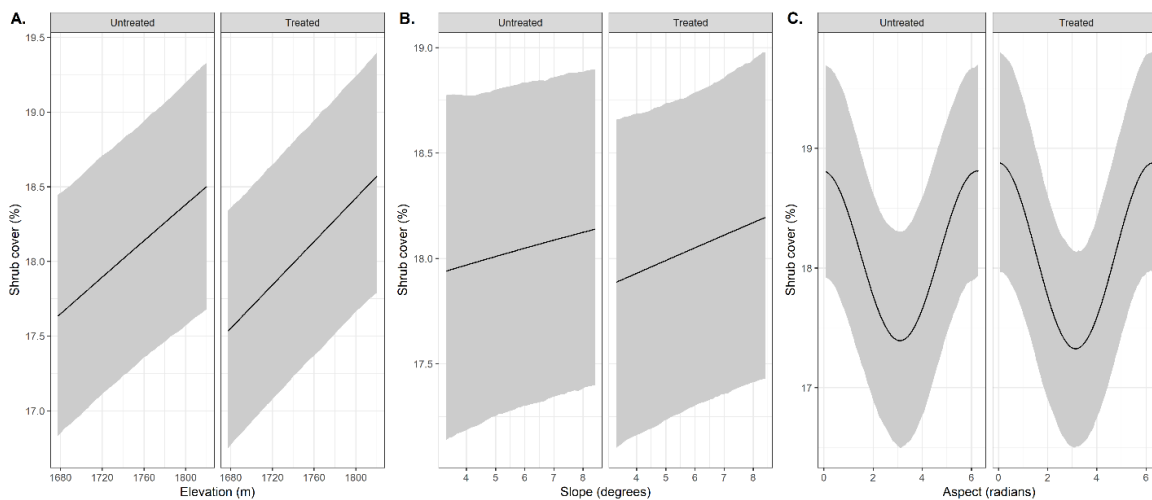 A.
Untreated
Treated
Shrub cover (%)
19.5
19.0
18.5
18.0
17.5
17.0
1680 1720 1760 1800 1680 1720 1760 1800
Elevation (m)
B.
Untreated
Treated
Shrub cover (%)
19.0
18.5
18.0
17.5
4 5 6 7 8 4 5 6 7 8
Slope (degrees)
C.
Untreated
Treated
Shrub cover (%)
19
18
17
0 2 4 6 0 2 4 6
Aspect (radians)